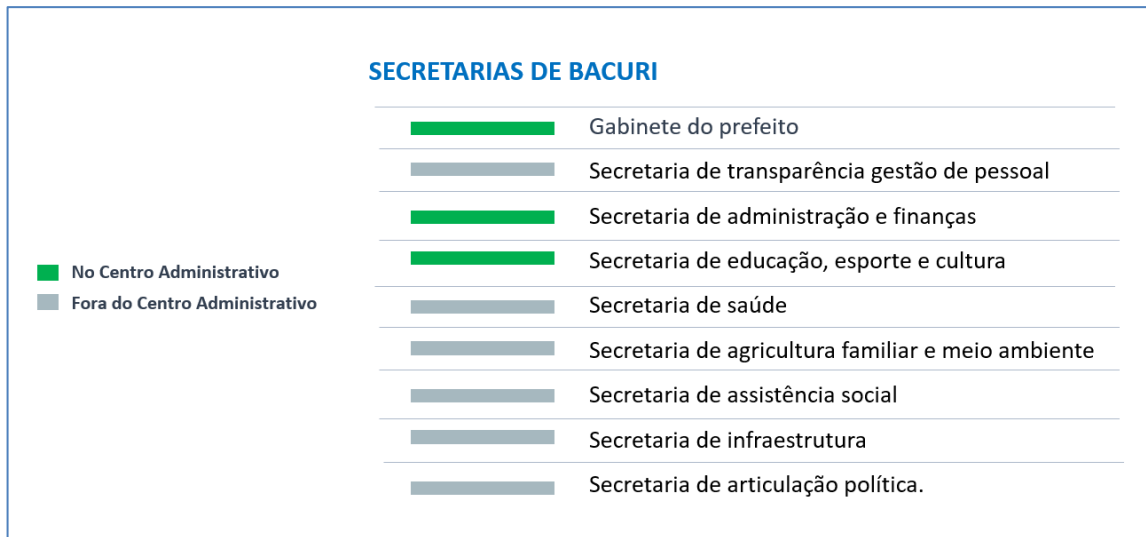 SECRETARIAS DE BACURI
Gabinete do prefeito
Secretaria de transparência gestão de pessoal
Secretaria de administração e finanças
Secretaria de educação, esporte e cultura
Secretaria de saúde
Secretaria de agricultura familiar e meio ambiente
Secretaria de assistência social
Secretaria de infraestrutura
Secretaria de articulação política.
No Centro Administrativo
Fora do Centro Administrativo